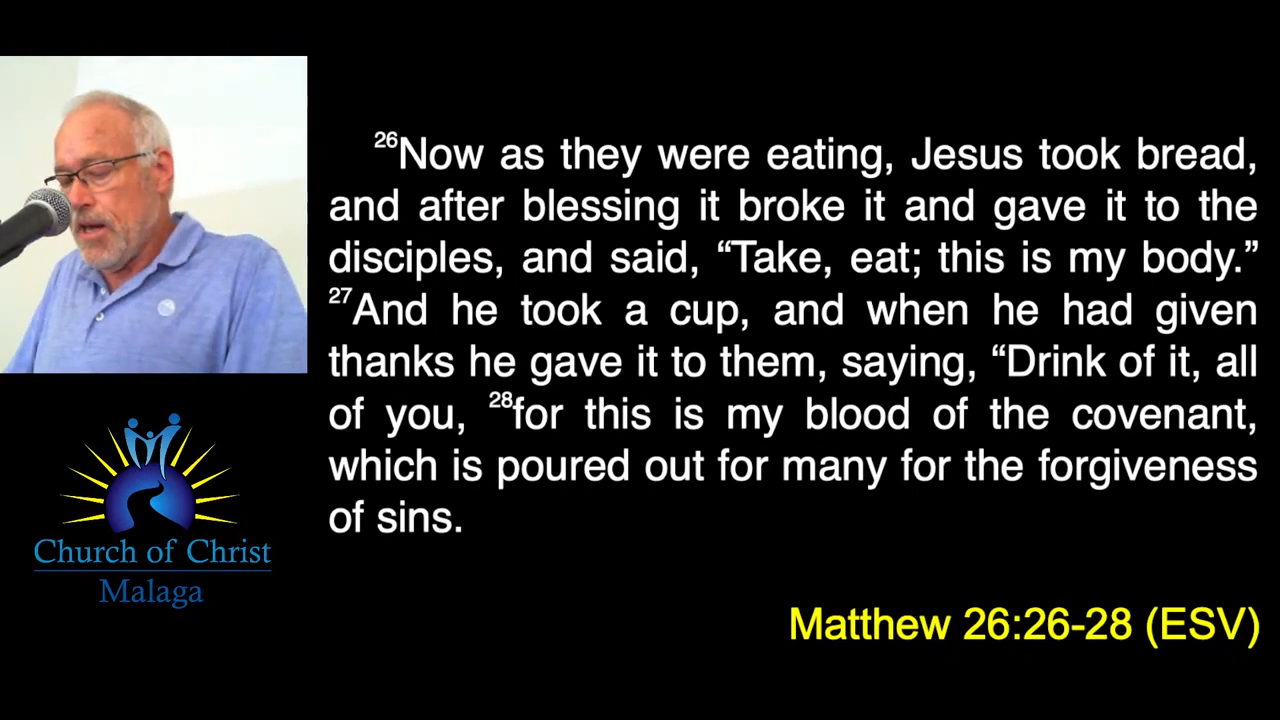 26Now as they were eating, Jesus took bread,
and after blessing it broke it and gave it to the
disciples, and said, “Take, eat; this is my body.”
27And he took a cup, and when he had given
thanks he gave it to them, saying, “Drink of it, all
of you, 28for this is my blood of the covenant,
which is poured out for many for the forgiveness
of sins.
Matthew 26:26-28 (ESV)
Church of Christ
Malaga